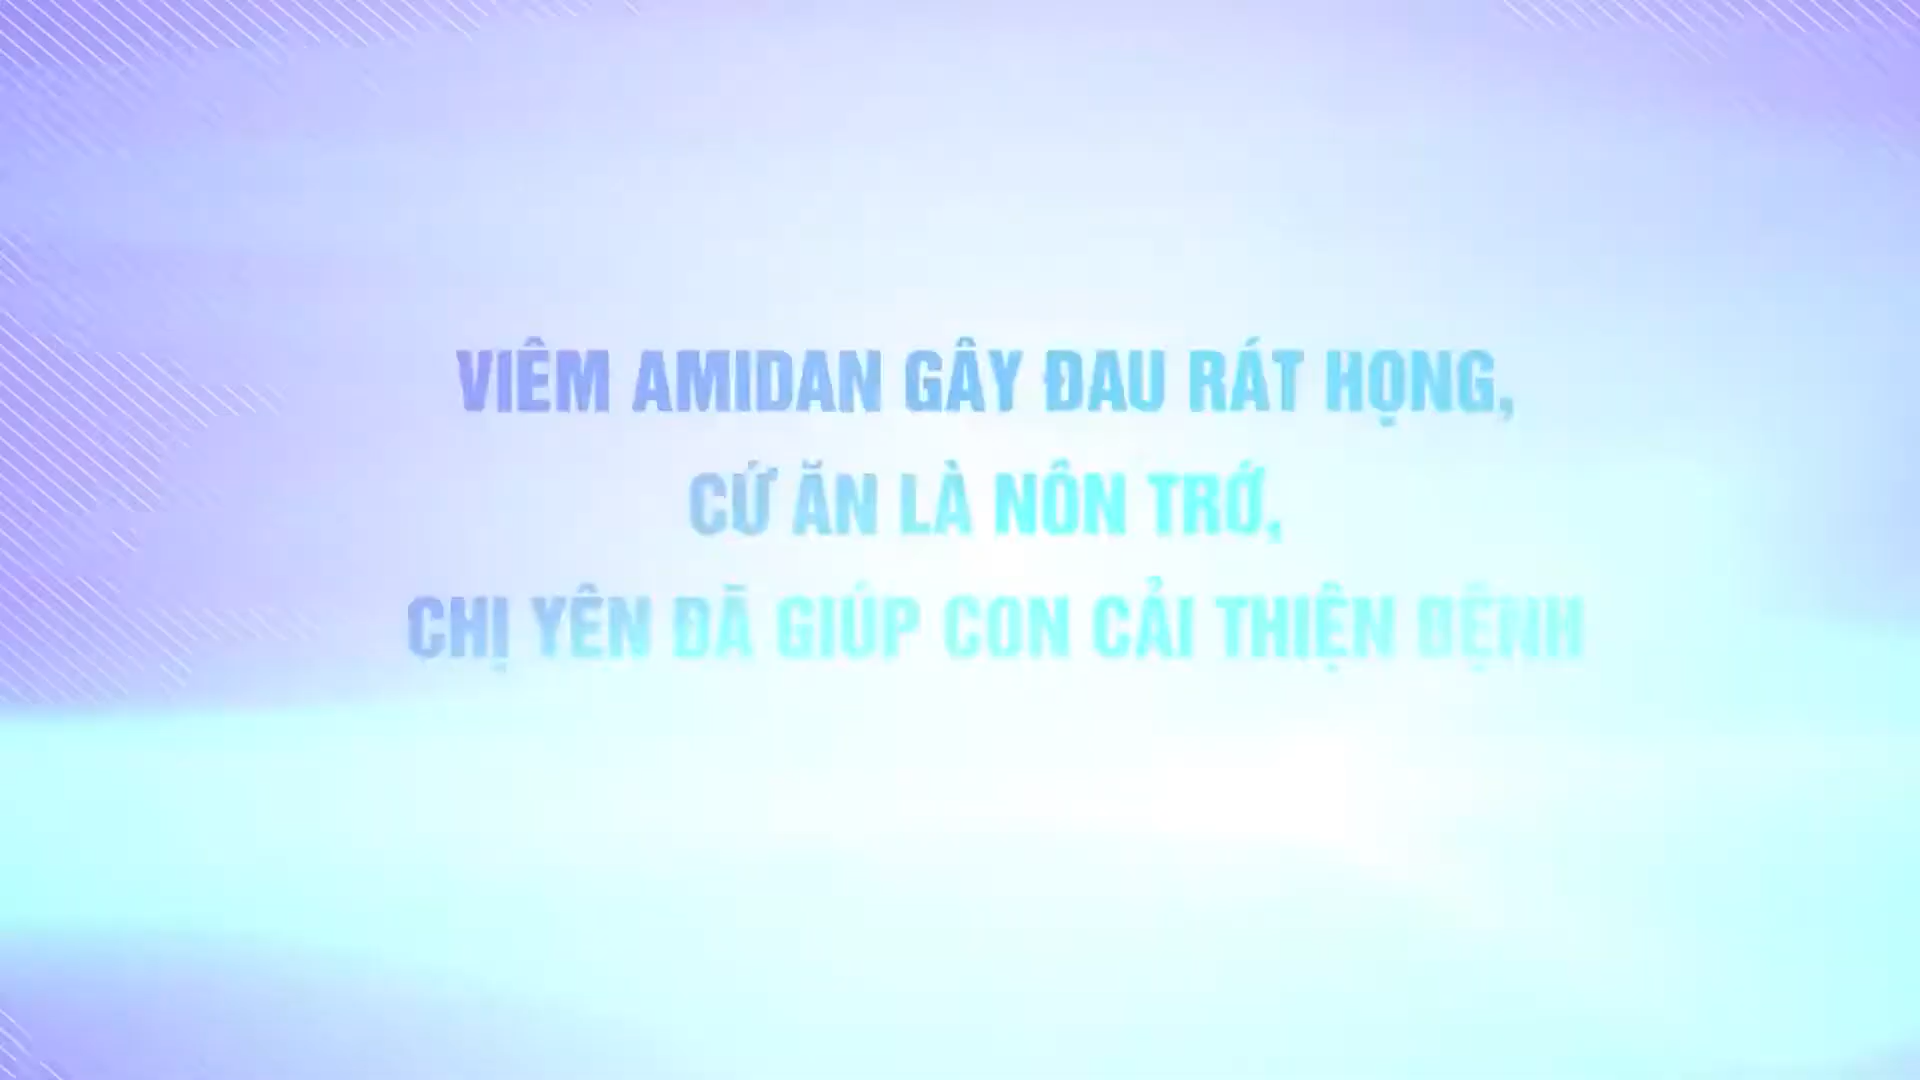 VIÊM AMIDAN GÂY ĐAU RÁT HỌNG,
CỨ ĂN LÀ NÔN TRỚ,
CHỊ YÊN ĐÃ GIÚP CON CẢI THIỆN BỆNH